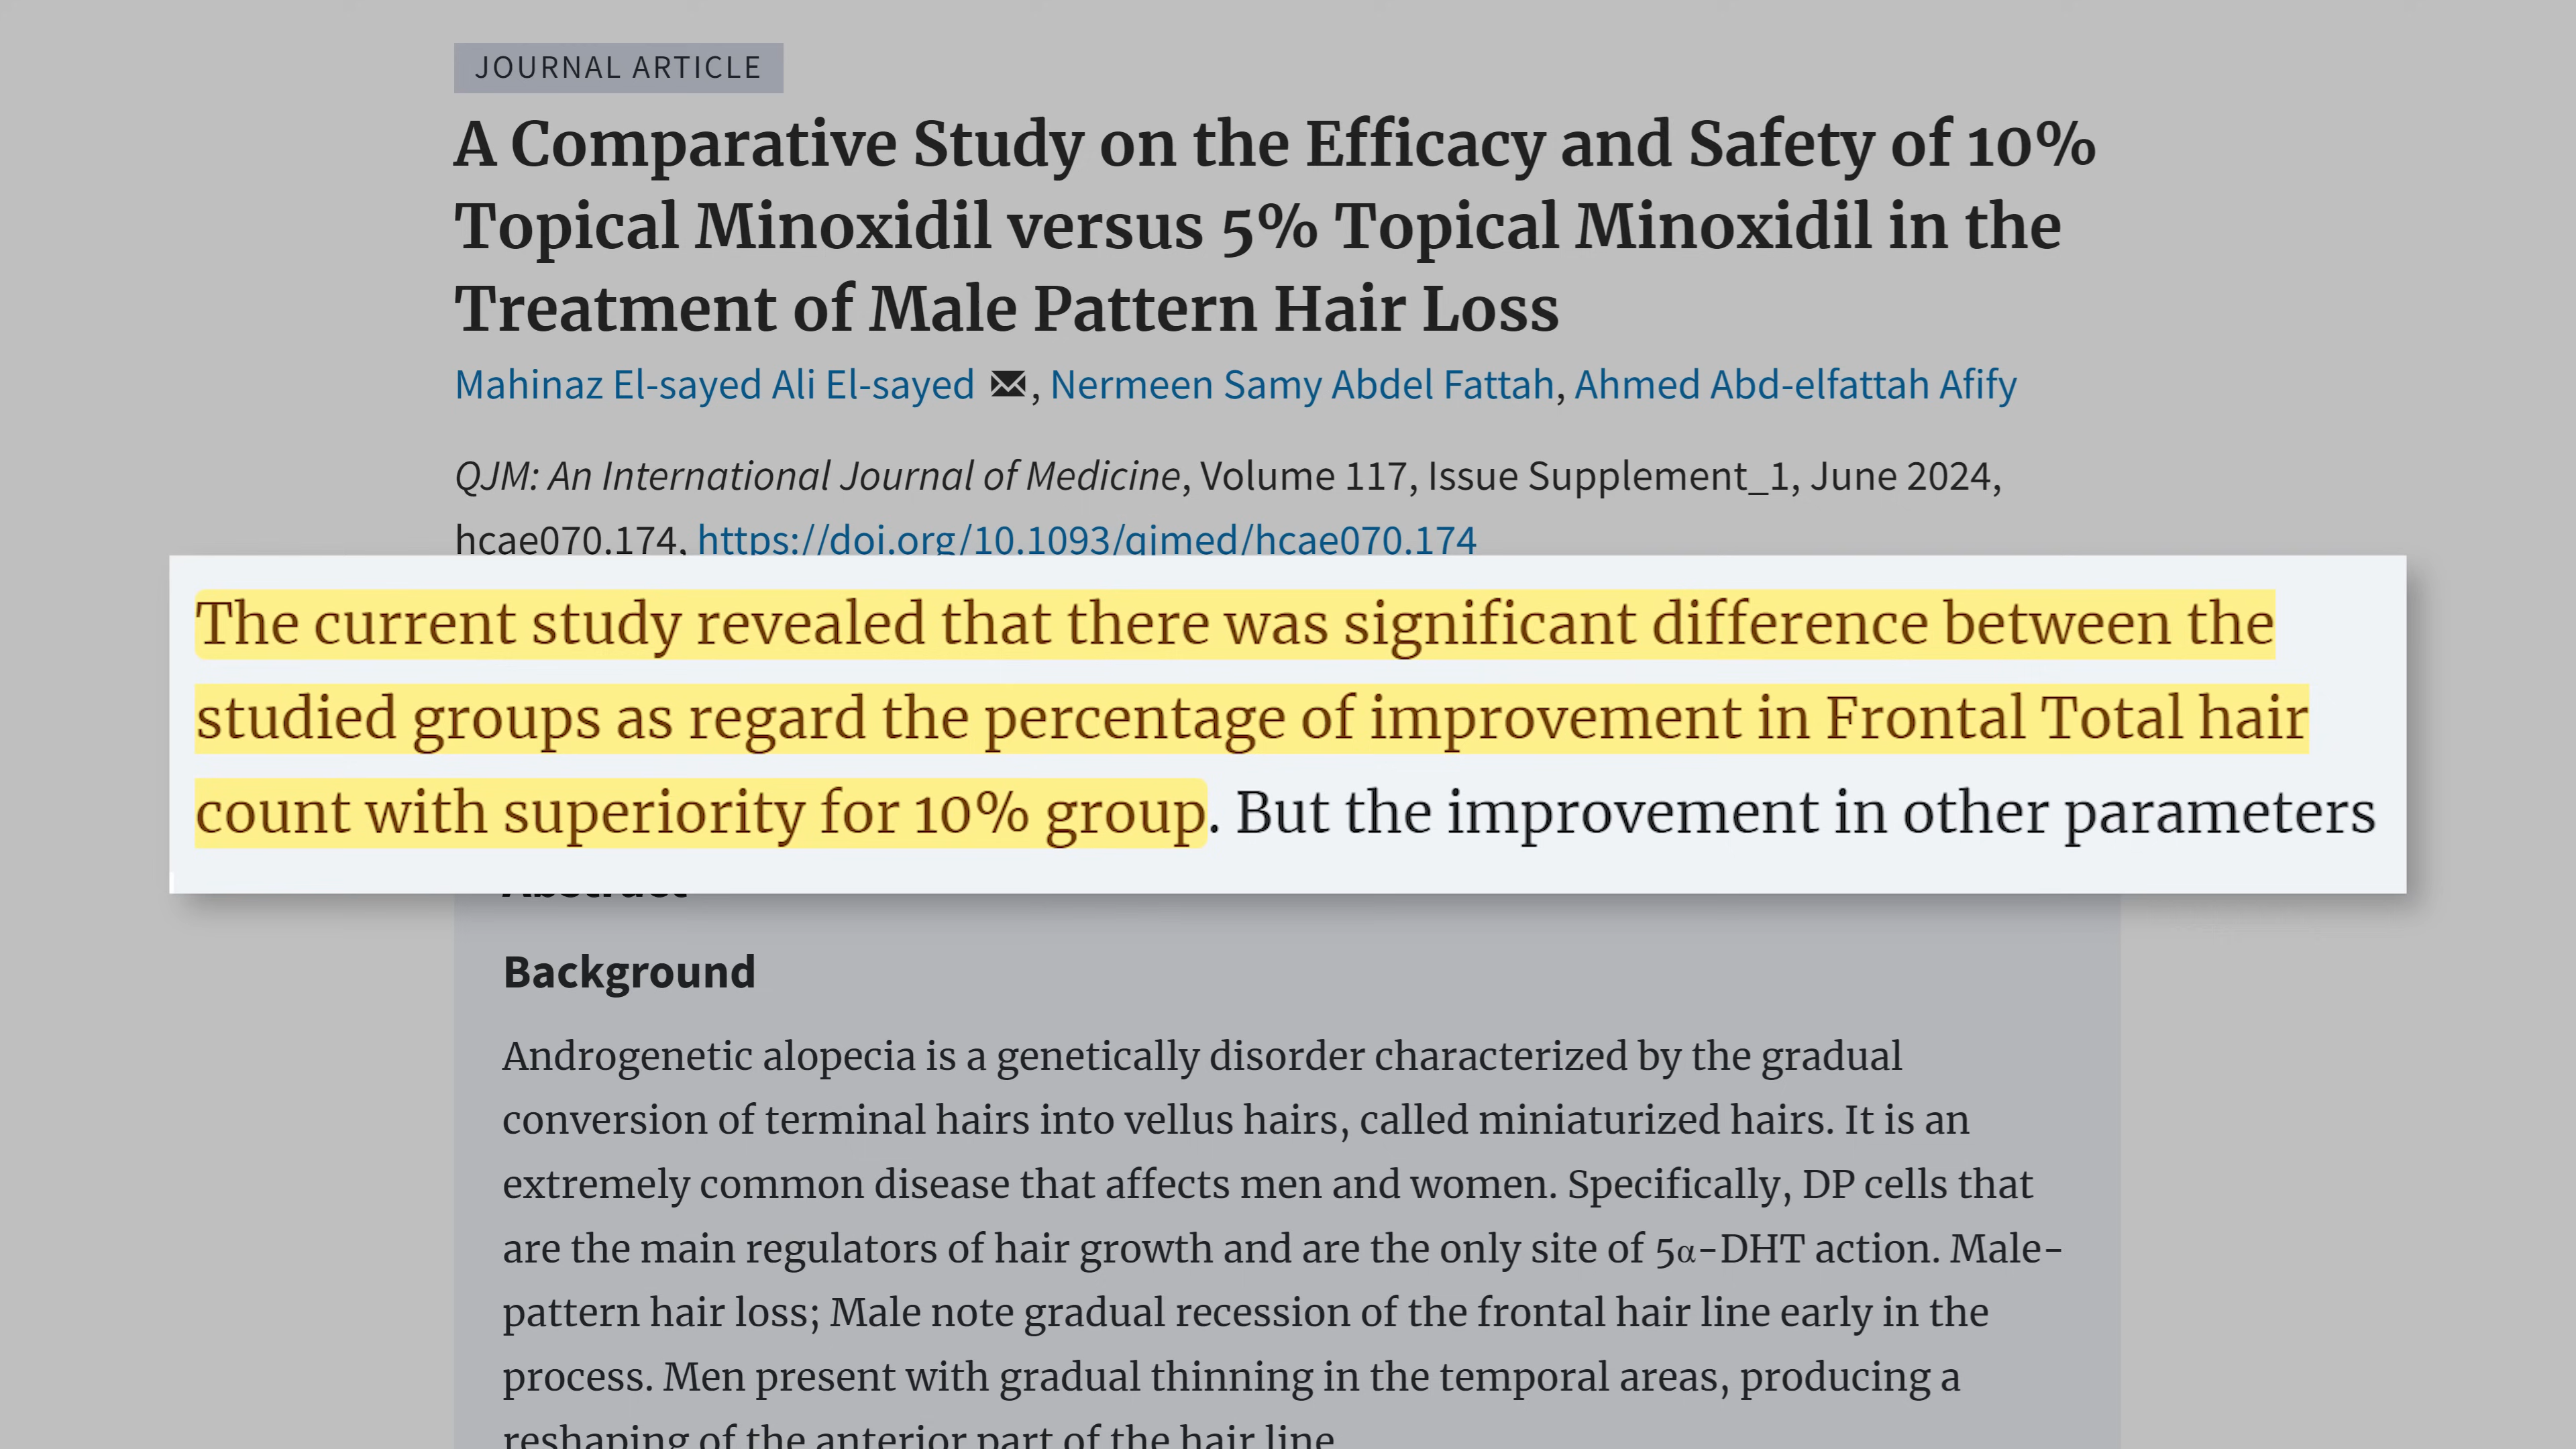 JOURNAL ARTICLE
A Comparative Study on the Efficacy and Safety of 10%
Topical Minoxidil versus 5% Topical Minoxidil in the
Treatment of Male Pattern Hair Loss
Mahinaz El-sayed Ali El-sayed ✉, Nermeen Samy Abdel Fattah, Ahmed Abd-elfattah Afify
QJM: An International Journal of Medicine, Volume 117, Issue Supplement_1, June 2024,
hcae070.174, https://doi.org/10.1093/qjmed/hcae070.174
The current study revealed that there was significant difference between the
studied groups as regard the percentage of improvement in Frontal Total hair
count with superiority for 10% group. But the improvement in other parameters
Abstract
Background
Androgenetic alopecia is a genetically disorder characterized by the gradual
conversion of terminal hairs into vellus hairs, called miniaturized hairs. It is an
extremely common disease that affects men and women. Specifically, DP cells that
are the main regulators of hair growth and are the only site of 5α-DHT action. Male-
pattern hair loss; Male note gradual recession of the frontal hair line early in the
process. Men present with gradual thinning in the temporal areas, producing a
reshaping of the anterior part of the hair line